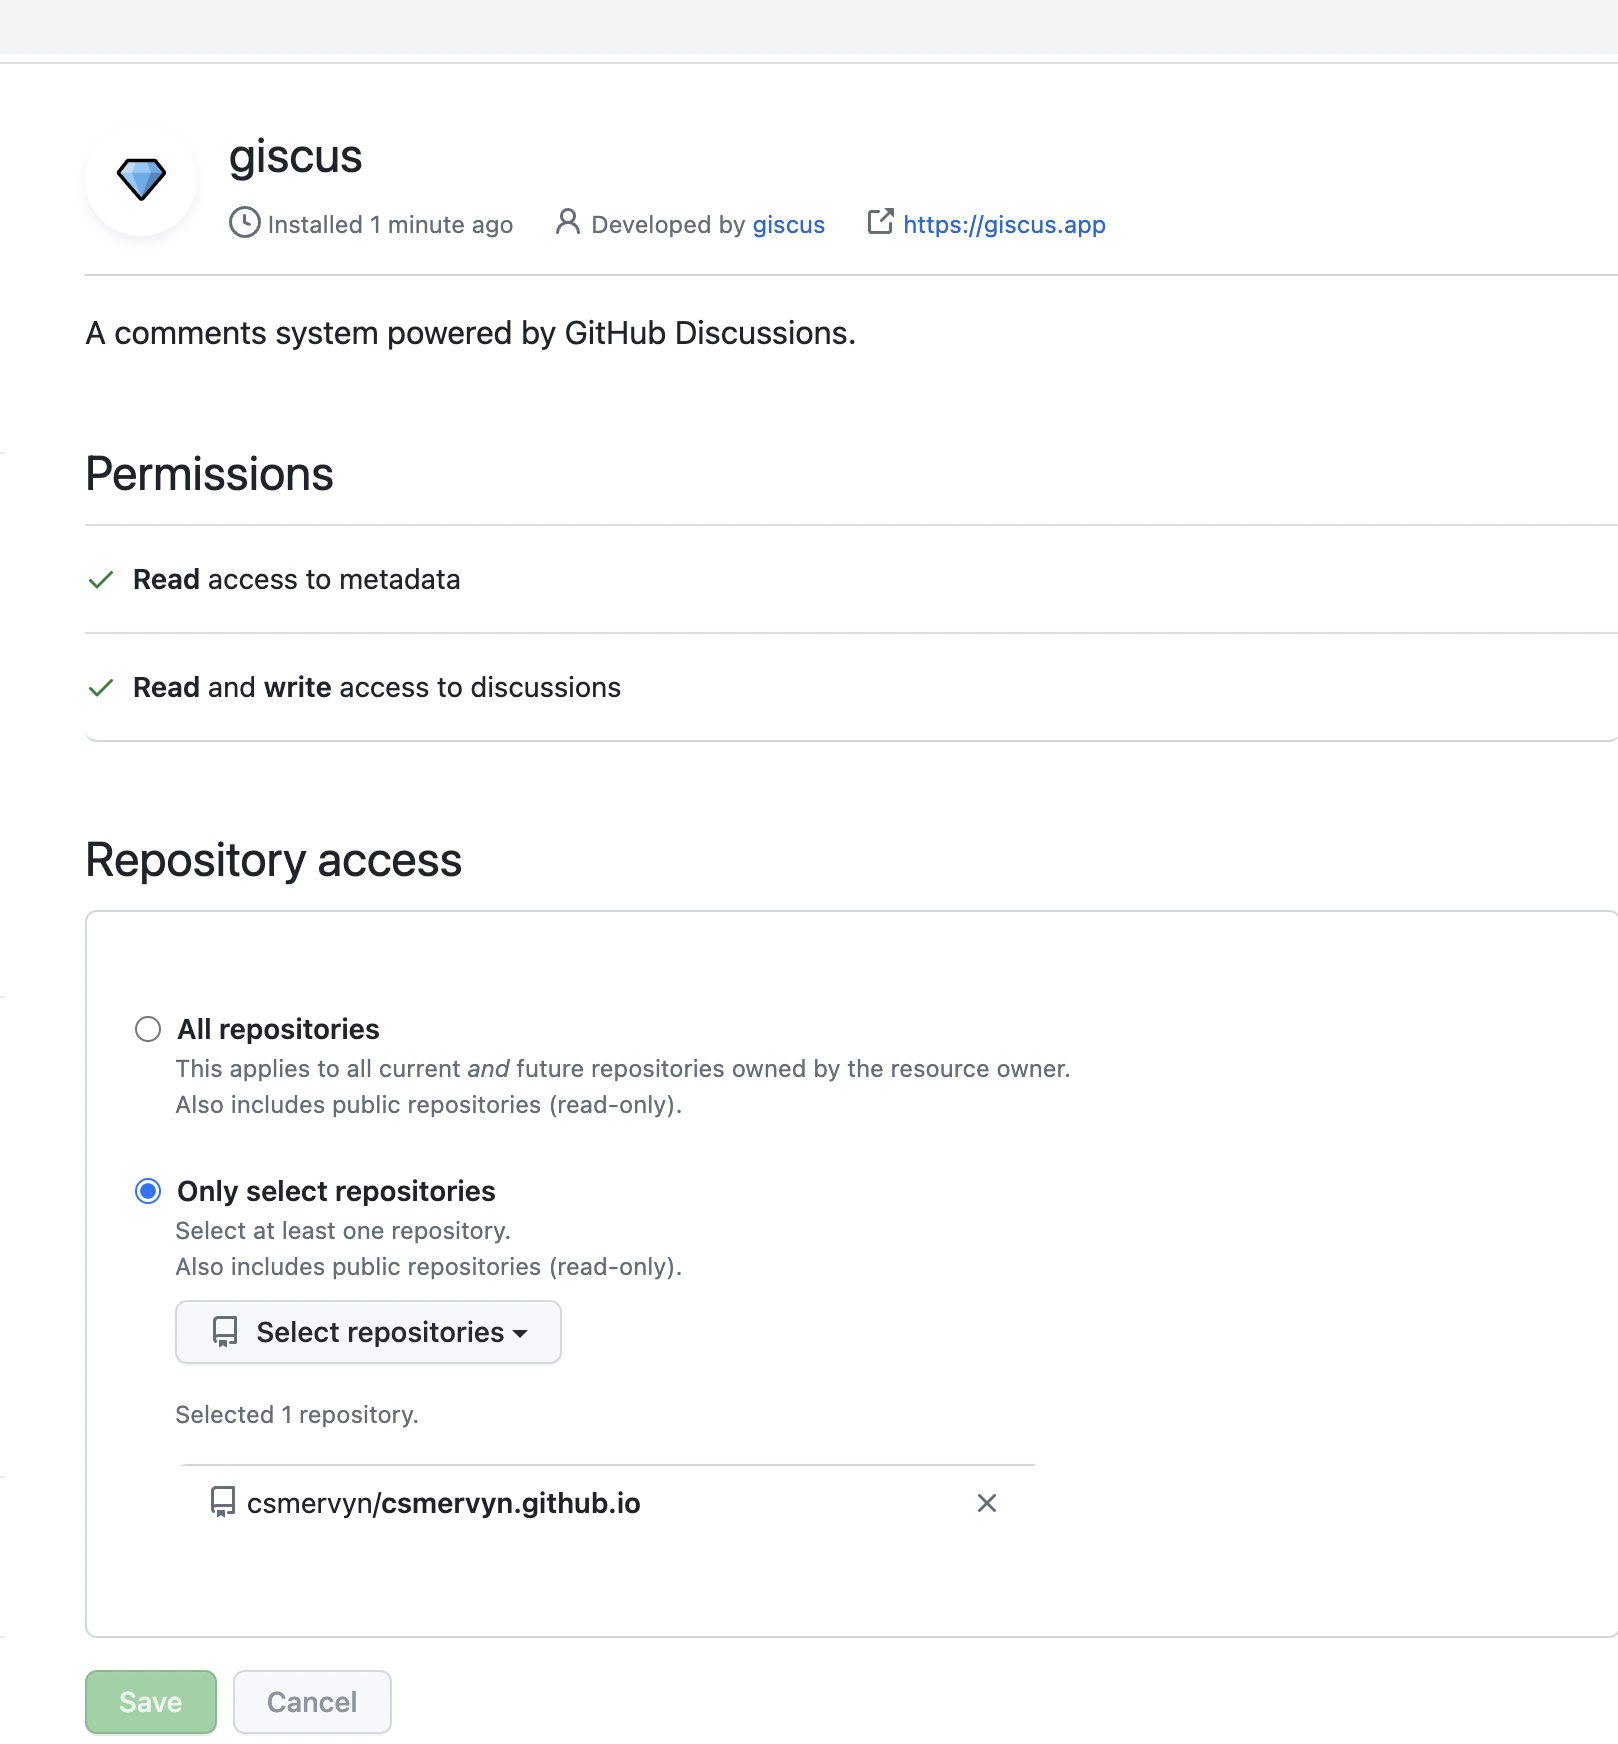 giscus
Installed 1 minute ago Developed by giscus https://giscus.app
A comments system powered by GitHub Discussions.
Permissions
Read access to metadata
Read and write access to discussions
Repository access
All repositories
This applies to all current and future repositories owned by the resource owner.
Also includes public repositories (read-only).
Only select repositories
Select at least one repository.
Also includes public repositories (read-only).
Select repositories
Selected 1 repository.
csmervyn/csmervyn.github.io
Save Cancel